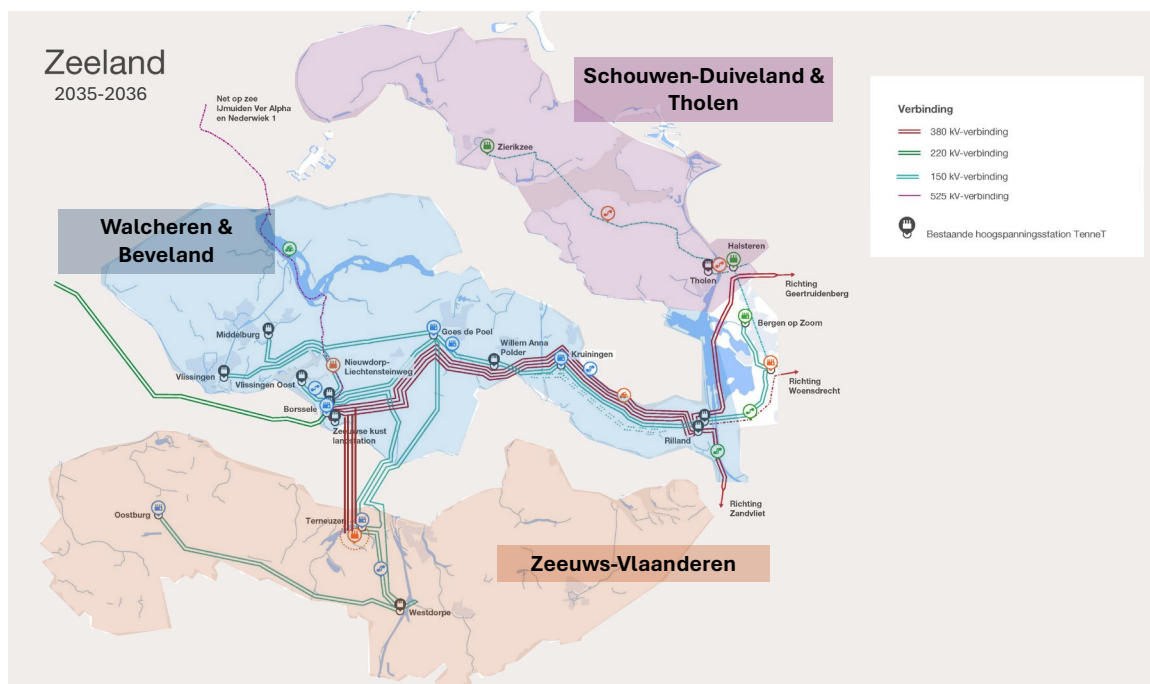 Zeeland
2035-2036
Net op zee
IJmuiden Ver Alpha
en Nederwiek 1
Schouwen-Duiveland &
Tholen
Verbinding
380 kV-verbinding
220 kV-verbinding
150 kV-verbinding
525 kV-verbinding
Bestaande hoogspanningsstation TenneT
Zierikzee
Walcheren &
Beveland
Halsteren
Tholen
Richting
Geertruidenberg
Bergen op Zoom
Middelburg
Goes de Poel
Willem Anna
Polder
Kruiningen
Nieuwdorp-
Liechtensteinweg
Vlissingen
Vlissingen Oost
Richting
Woensdrecht
Borssele
Zeeuwse kust
landstation
Rilland
Richting
Zandvliet
Oostburg
Terneuzen
Zeeuws-Vlaanderen
Westdorpe